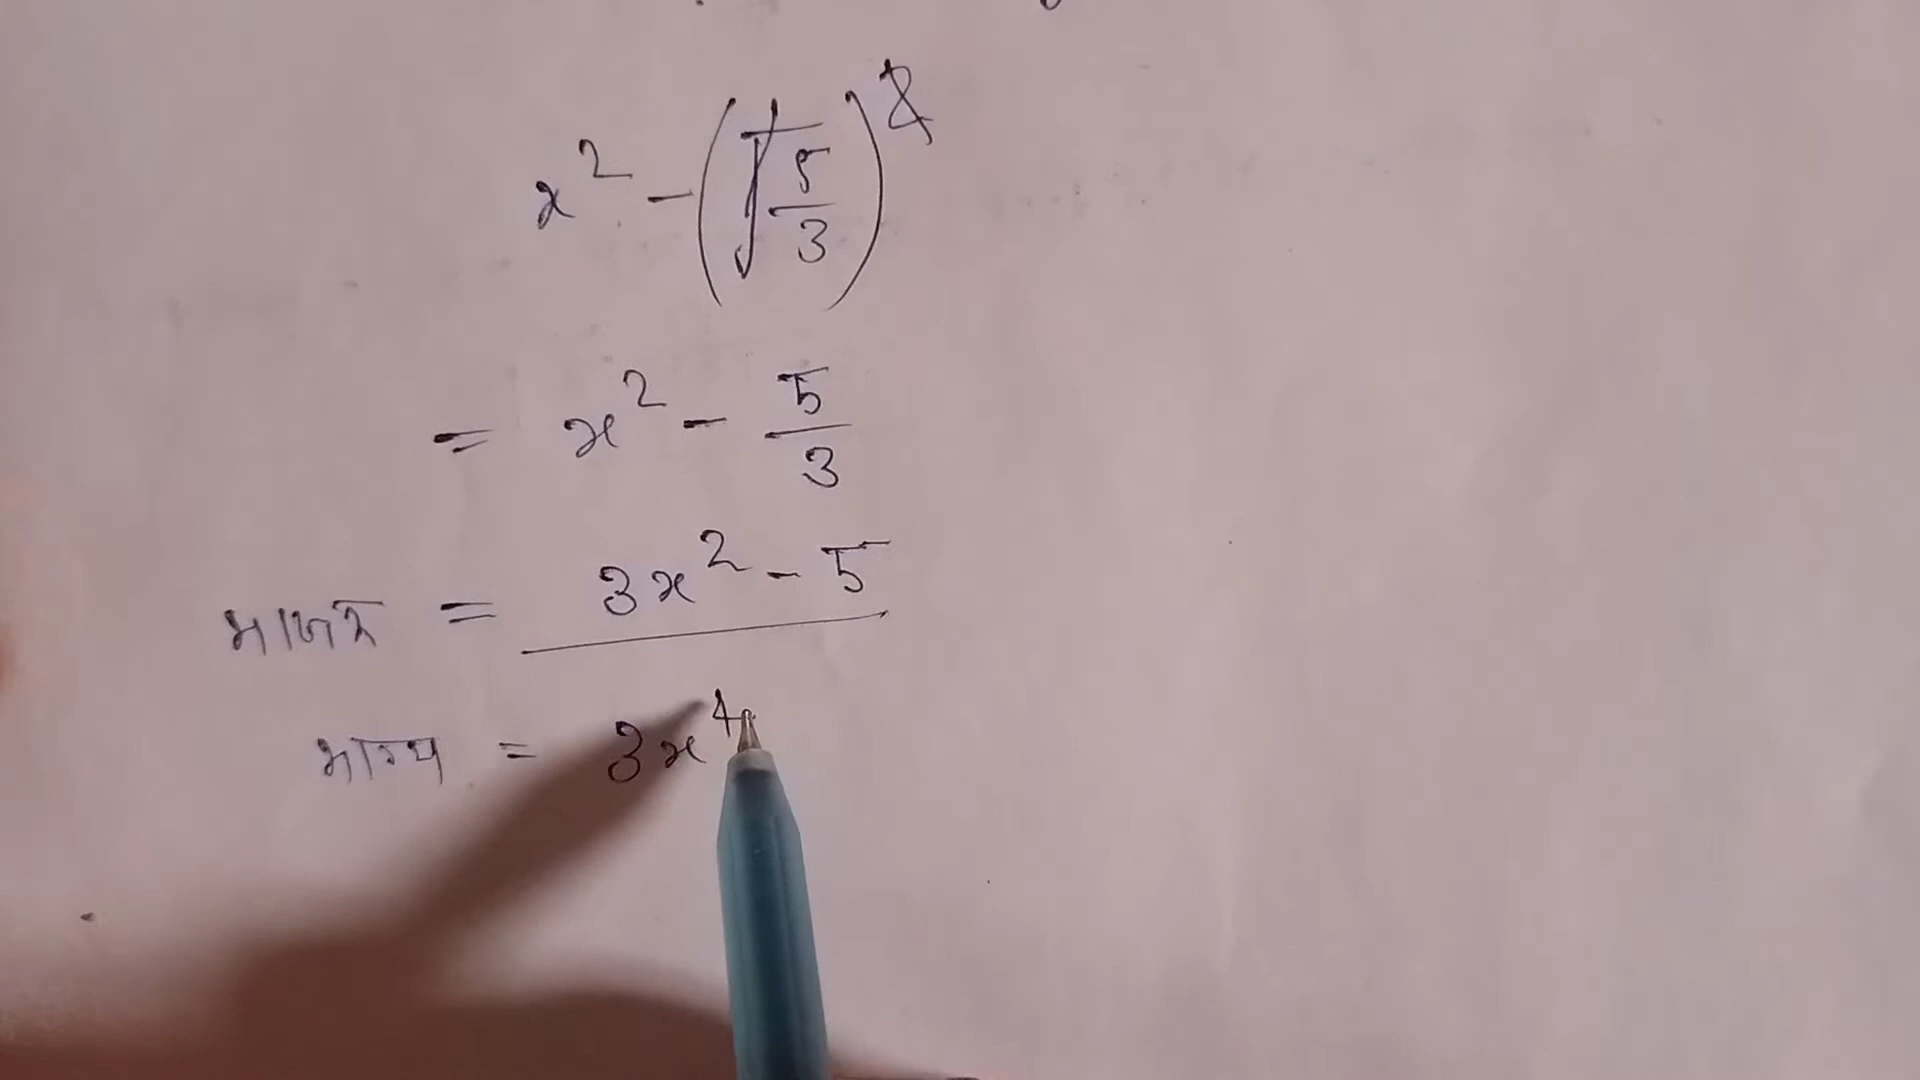 x² - (√5/3)²
= x² - 5/3
भाजक = 3x² - 5
भाज्य = 3x⁴